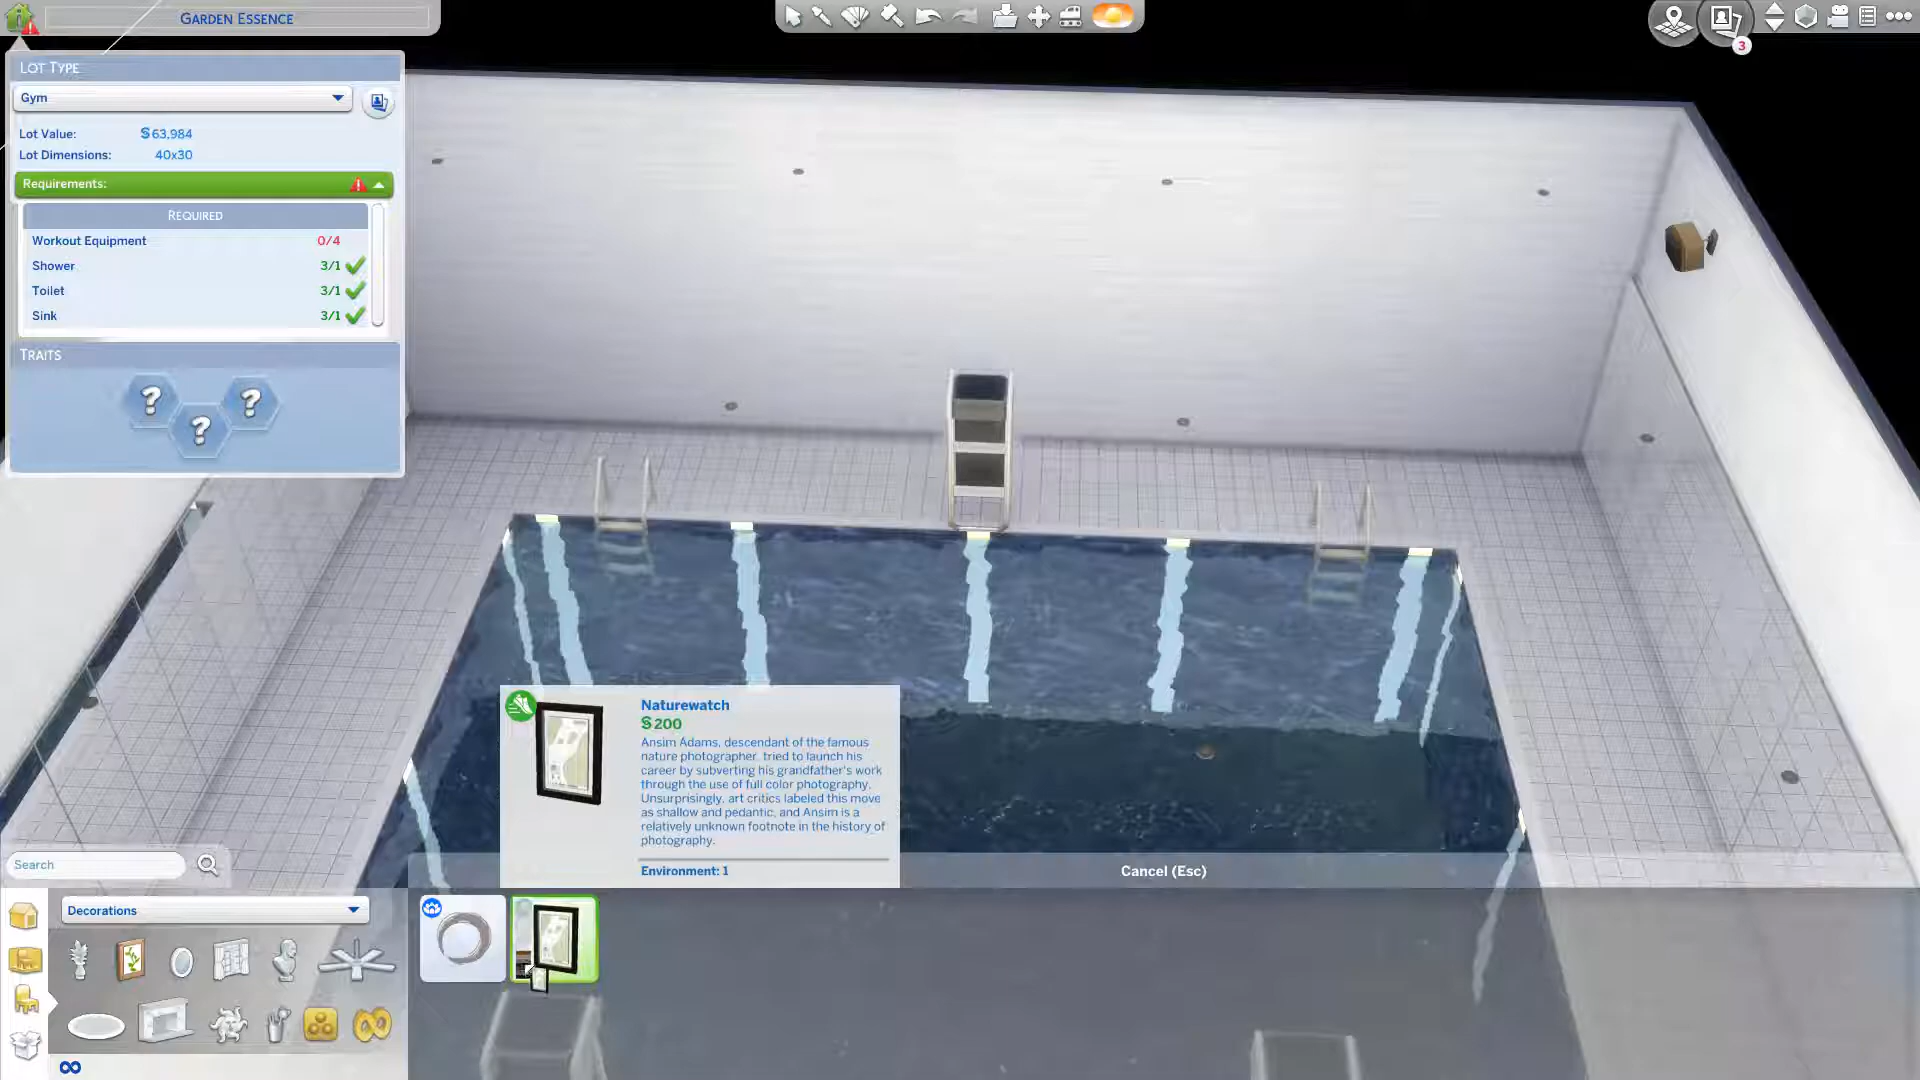 GARDEN ESSENCE
3
LOT TYPE
Gym
Lot Value: §63,984
Lot Dimensions: 40x30
Requirements:
REQUIRED
Workout Equipment 0/4
Shower 3/1
Toilet 3/1
Sink 3/1
TRAITS
? ? ?
Naturewatch
§200
Ansim Adams, descendant of the famous
nature photographer, tried to launch his
career by subverting his grandfather's work
through the use of full color photography.
Unsurprisingly, art critics labeled this move
as shallow and pedantic, and Ansim is a
relatively unknown footnote in the history of
photography.
Environment: 1
Cancel (Esc)
Search
Decorations